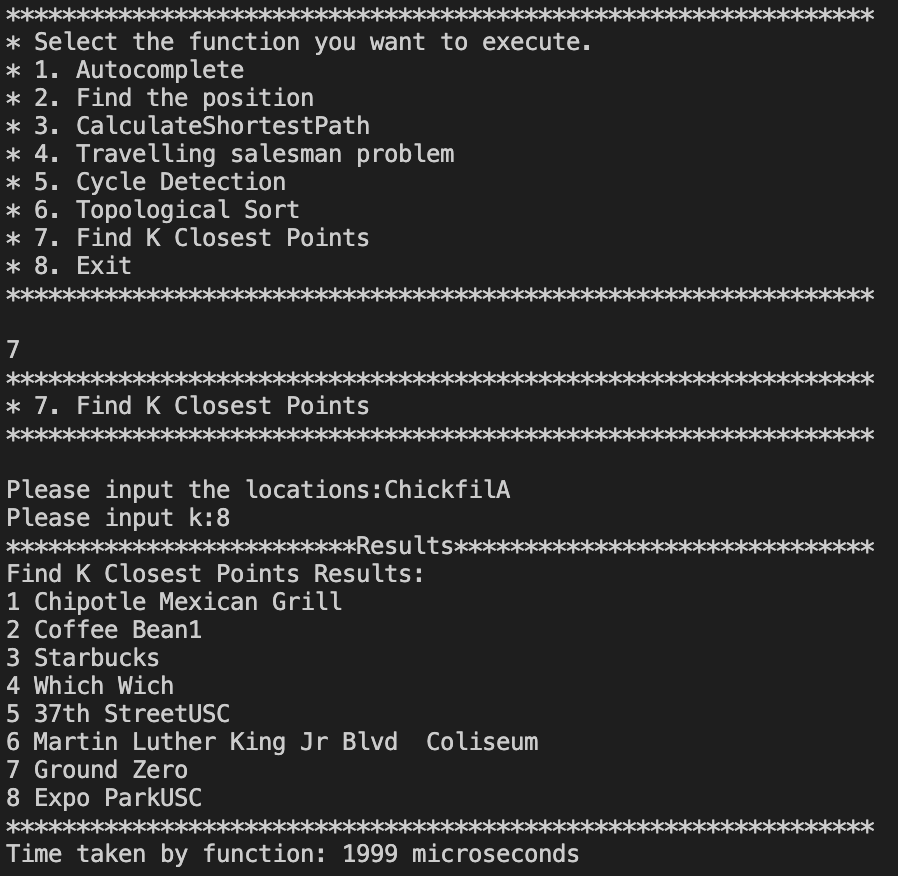 **************************************************************
* Select the function you want to execute.
* 1. Autocomplete
* 2. Find the position
* 3. CalculateShortestPath
* 4. Travelling salesman problem
* 5. Cycle Detection
* 6. Topological Sort
* 7. Find K Closest Points
* 8. Exit
**************************************************************
7
**************************************************************
* 7. Find K Closest Points
**************************************************************
Please input the locations:ChickfilA
Please input k:8
*************************Results******************************
Find K Closest Points Results:
1 Chipotle Mexican Grill
2 Coffee Bean1
3 Starbucks
4 Which Wich
5 37th StreetUSC
6 Martin Luther King Jr Blvd  Coliseum
7 Ground Zero
8 Expo ParkUSC
**************************************************************
Time taken by function: 1999 microseconds